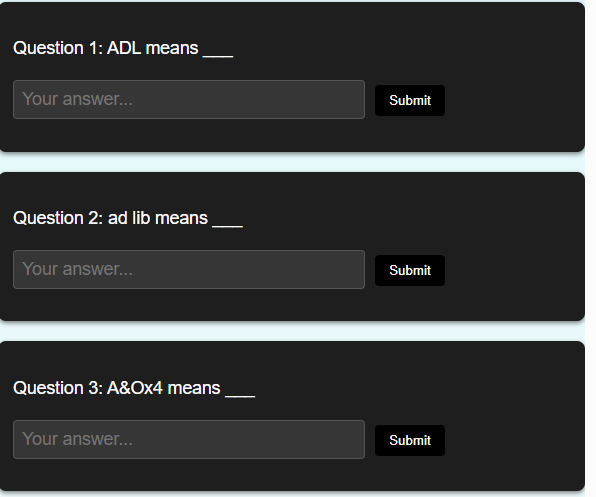 Question 1: ADL means ___
Your answer...
Submit
Question 2: ad lib means ___
Your answer...
Submit
Question 3: A&Ox4 means ___
Your answer...
Submit